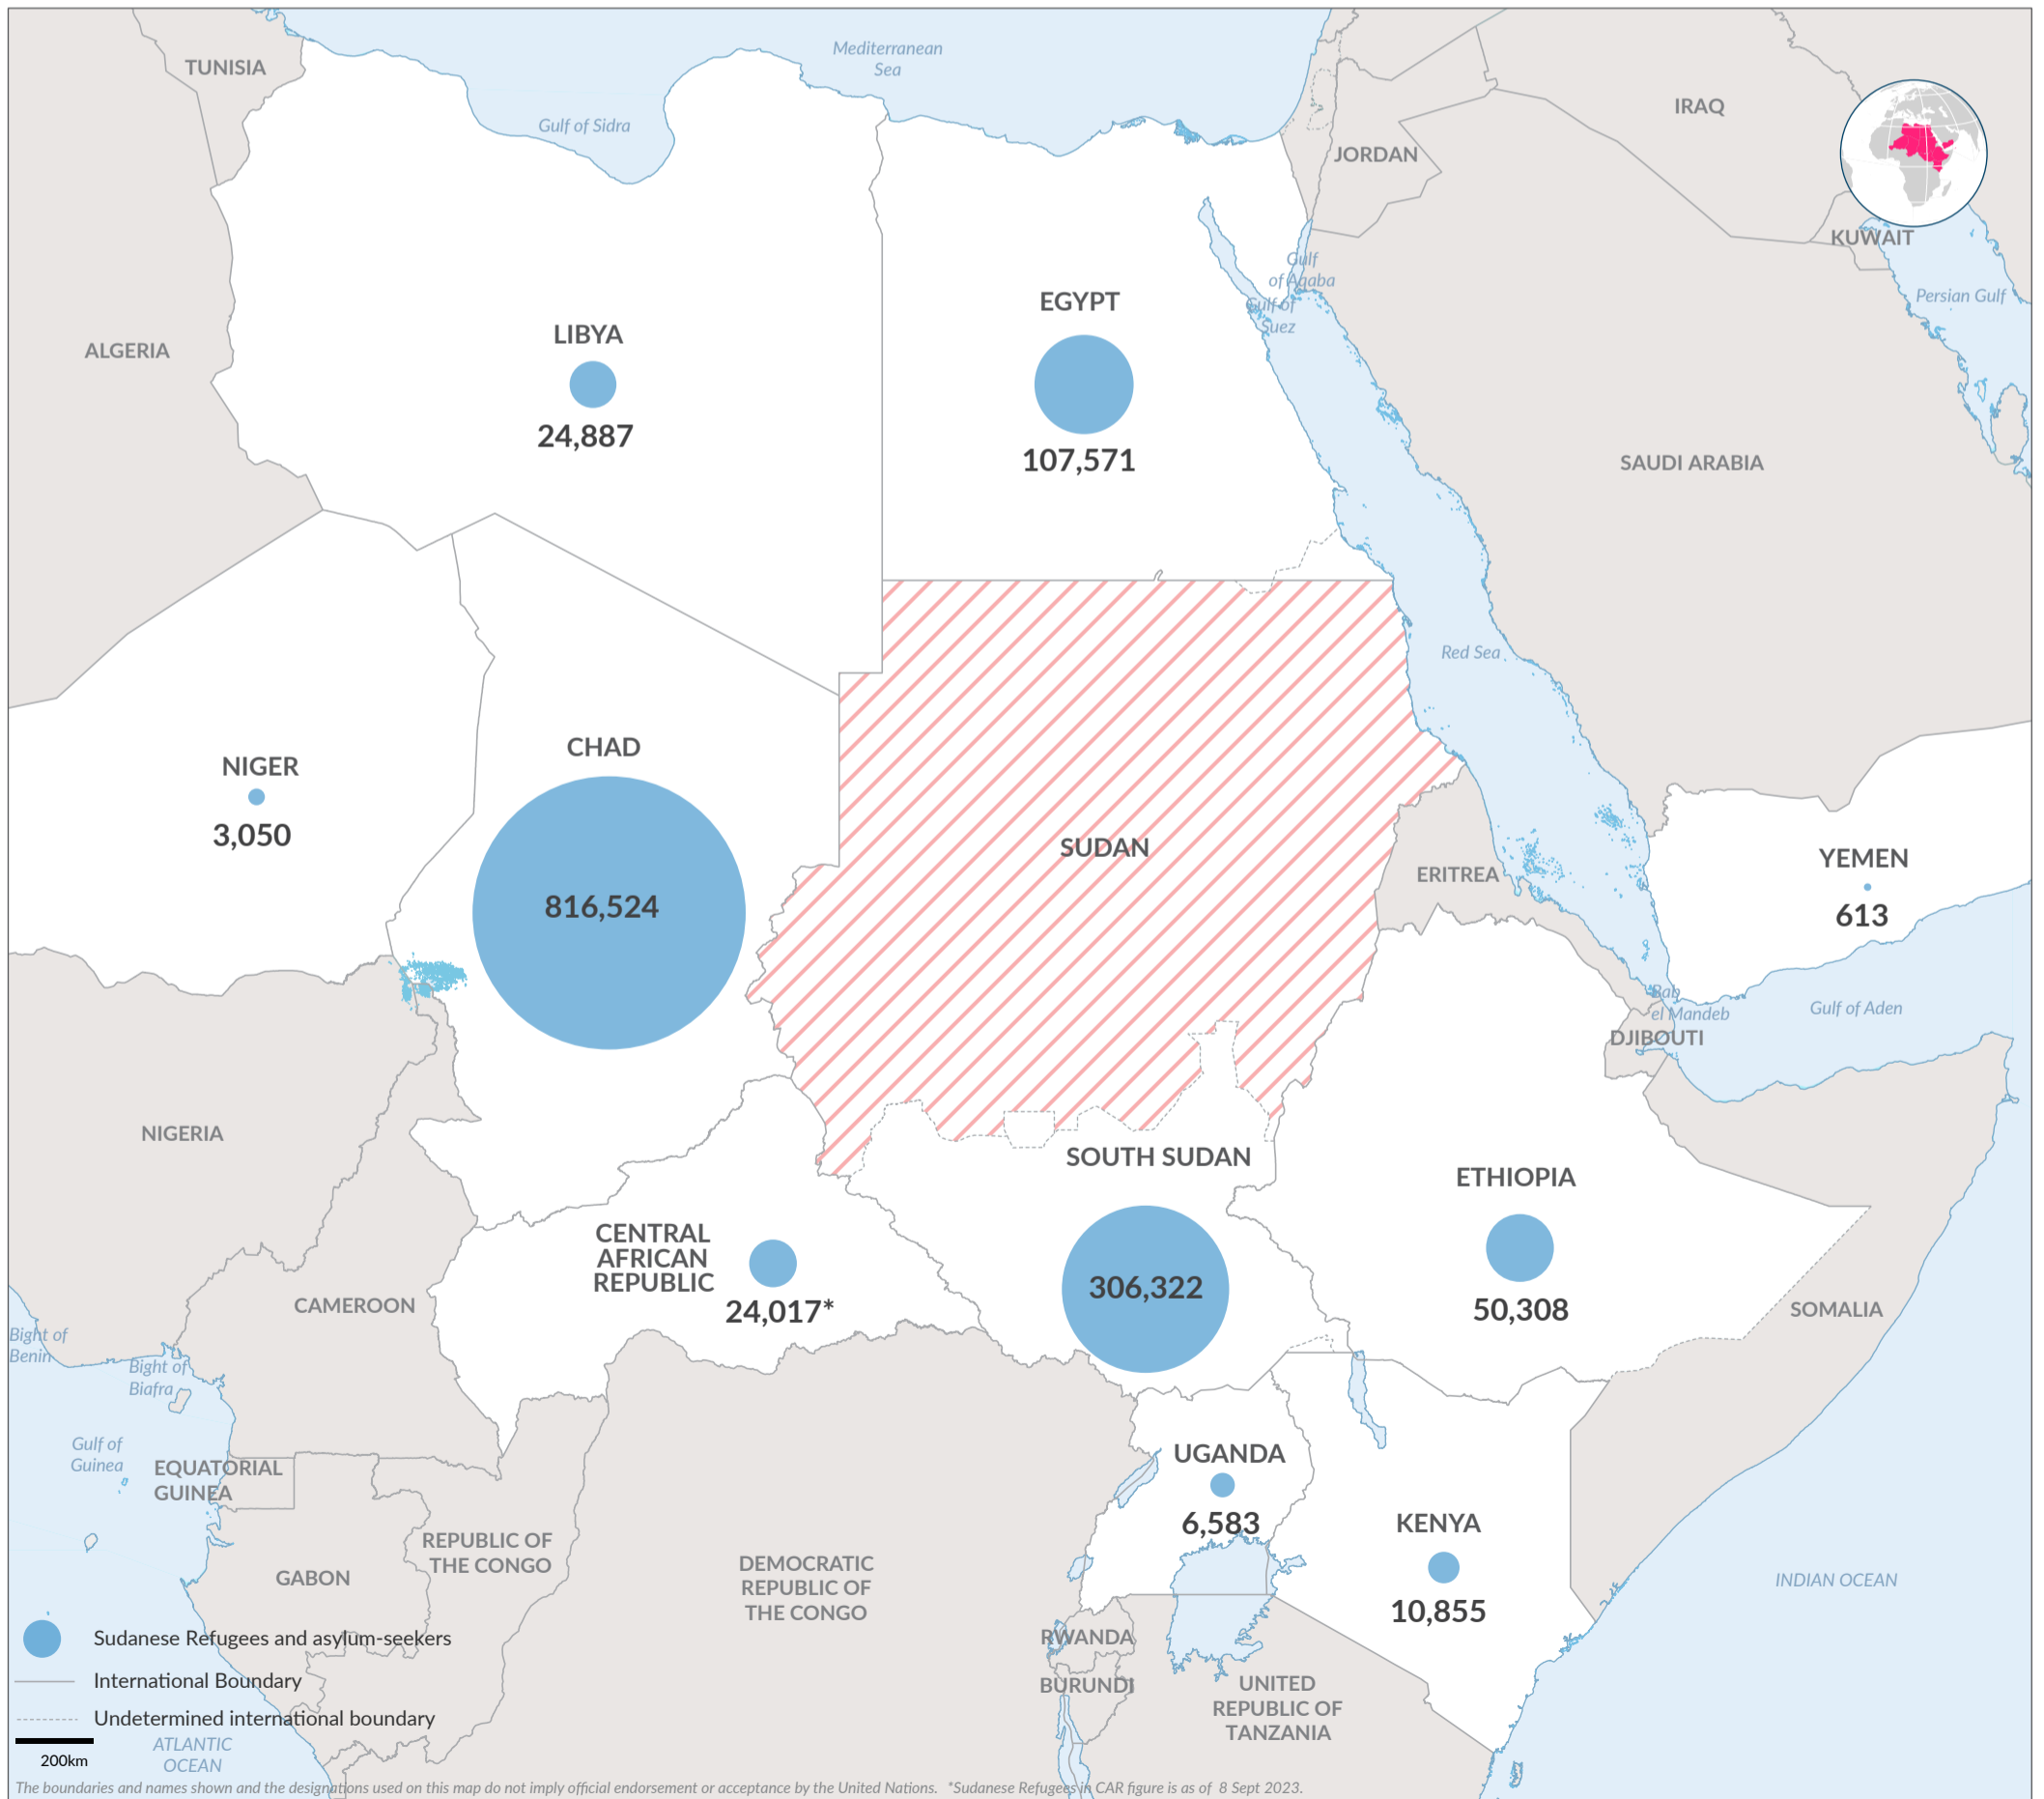 Mediterranean
Sea
TUNISIA
Gulf of Sidra
IRAQ
JORDAN
KUWAIT
Gulf
of Aqaba
Gulf of
Suez
Persian Gulf
EGYPT
LIBYA
ALGERIA
24,887
107,571
SAUDI ARABIA
Red Sea
CHAD
NIGER
3,050
816,524
SUDAN
ERITREA
YEMEN
613
Bab
el Mandeb
Gulf of Aden
DJIBOUTI
NIGERIA
SOUTH SUDAN
ETHIOPIA
CENTRAL
AFRICAN
REPUBLIC
24,017*
306,322
50,308
CAMEROON
SOMALIA
Bight of
Benin
Bight of
Biafra
Gulf of
Guinea
EQUATORIAL
GUINEA
UGANDA
6,583
KENYA
10,855
REPUBLIC OF
THE CONGO
GABON
DEMOCRATIC
REPUBLIC OF
THE CONGO
INDIAN OCEAN
RWANDA
BURUNDI
UNITED
REPUBLIC OF
TANZANIA
Sudanese Refugees and asylum-seekers
International Boundary
Undetermined international boundary
200km
ATLANTIC
OCEAN
The boundaries and names shown and the designations used on this map do not imply official endorsement or acceptance by the United Nations. *Sudanese Refugees in CAR figure is as of 8 Sept 2023.